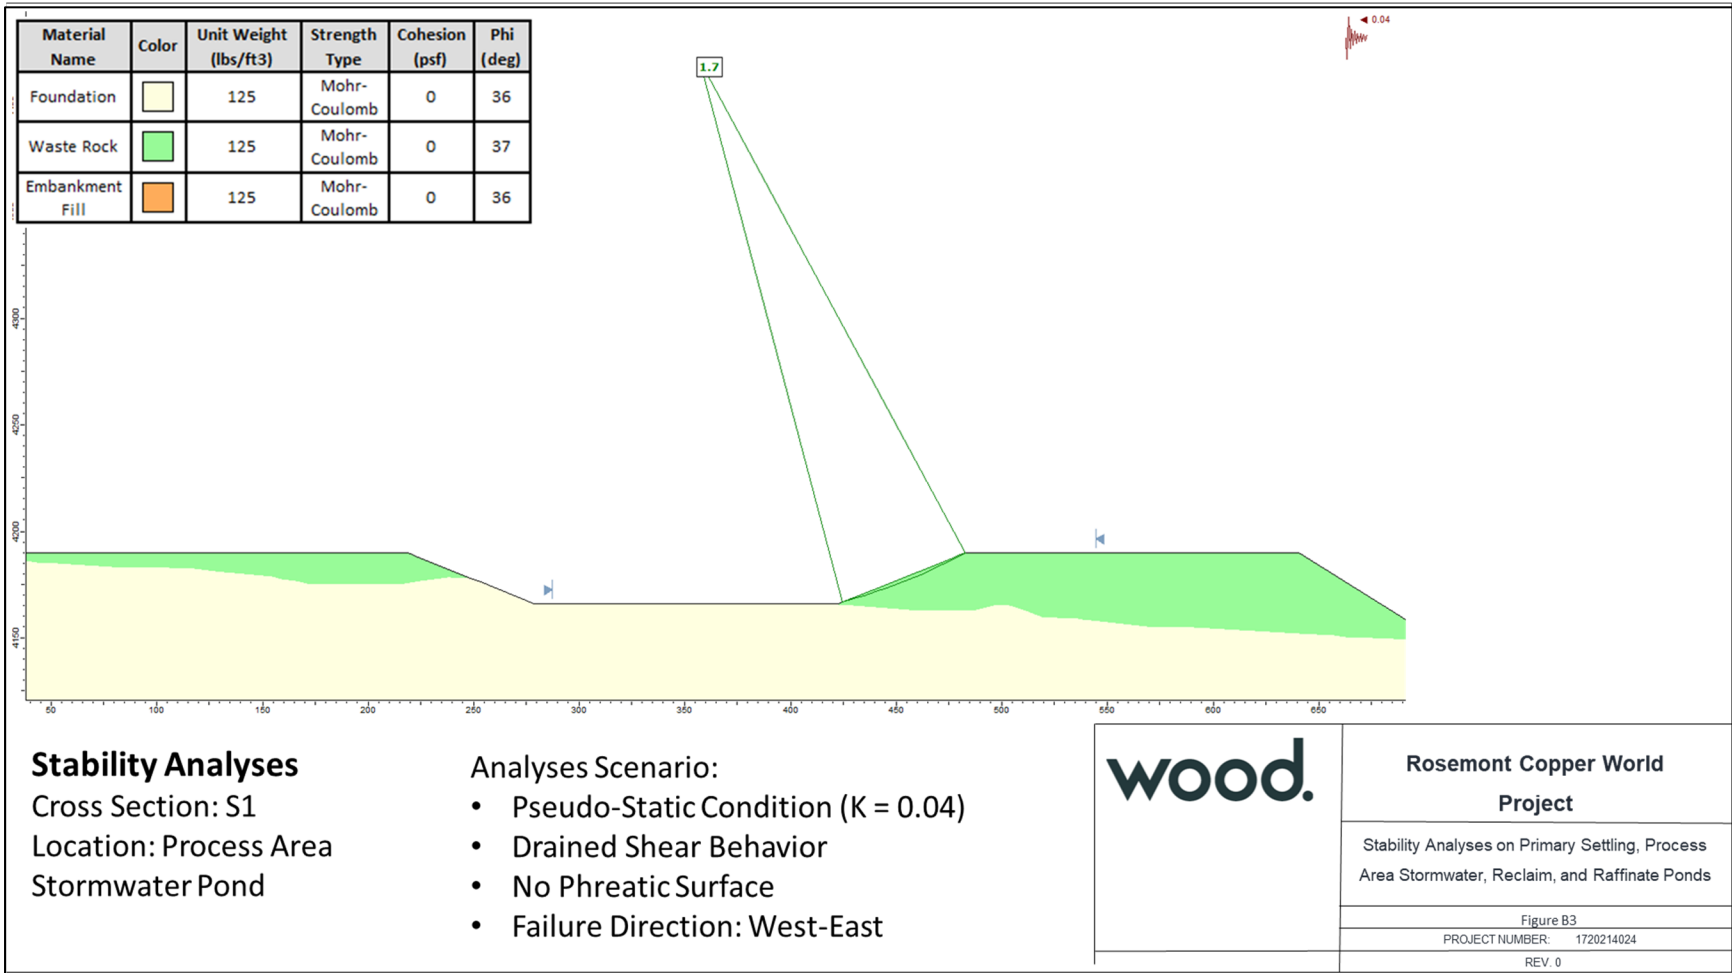 Material Name | Color | Unit Weight (lbs/ft3) | Strength Type | Cohesion (psf) | Phi (deg)
Foundation | 125 | Mohr-Coulomb | 0 | 36
Waste Rock | 125 | Mohr-Coulomb | 0 | 37
Embankment Fill | 125 | Mohr-Coulomb | 0 | 36
0.04
1.7
4300
4250
4200
4150
50 100 150 200 250 300 350 400 450 500 550 600 650
Stability Analyses
Cross Section: S1
Location: Process Area
Stormwater Pond
Analyses Scenario:
• Pseudo-Static Condition (K = 0.04)
• Drained Shear Behavior
• No Phreatic Surface
• Failure Direction: West-East
wood.
Rosemont Copper World
Project
Stability Analyses on Primary Settling, Process
Area Stormwater, Reclaim, and Raffinate Ponds
Figure B3
PROJECT NUMBER: 1720214024
REV. 0